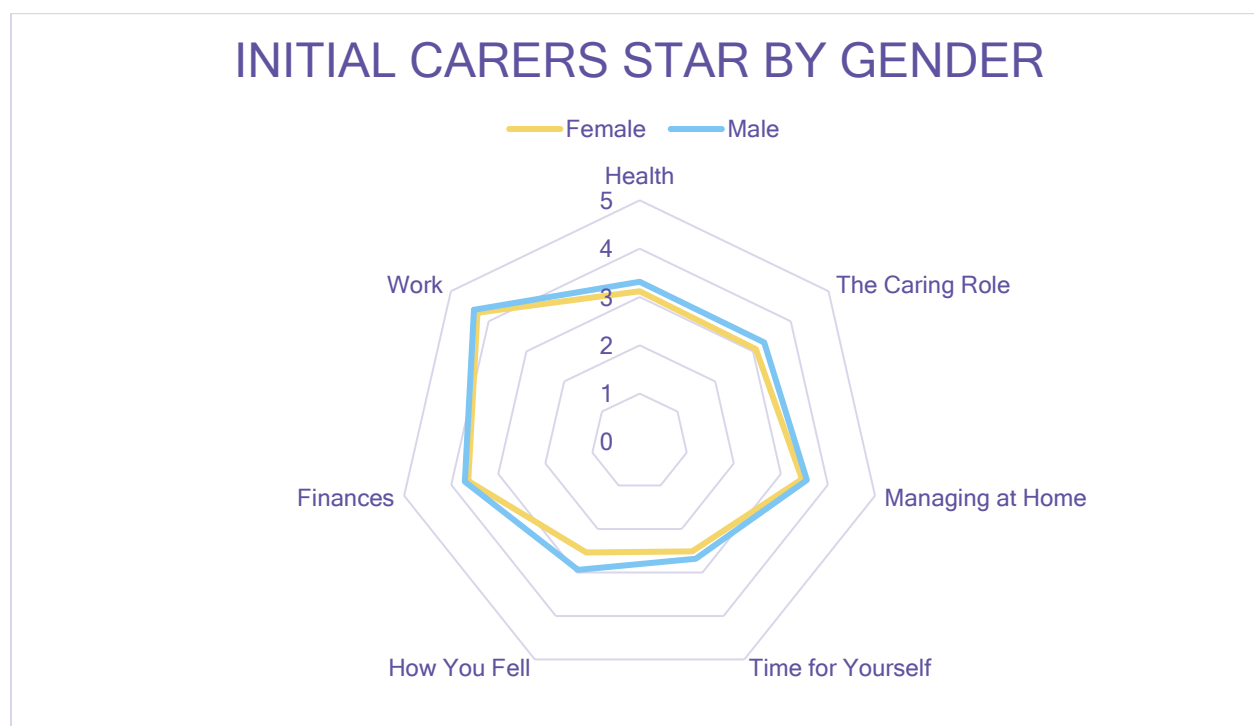 INITIAL CARERS STAR BY GENDER
Female Male
Health
5
4
3
2
1
0
The Caring Role
Managing at Home
Time for Yourself
How You Fell
Finances
Work